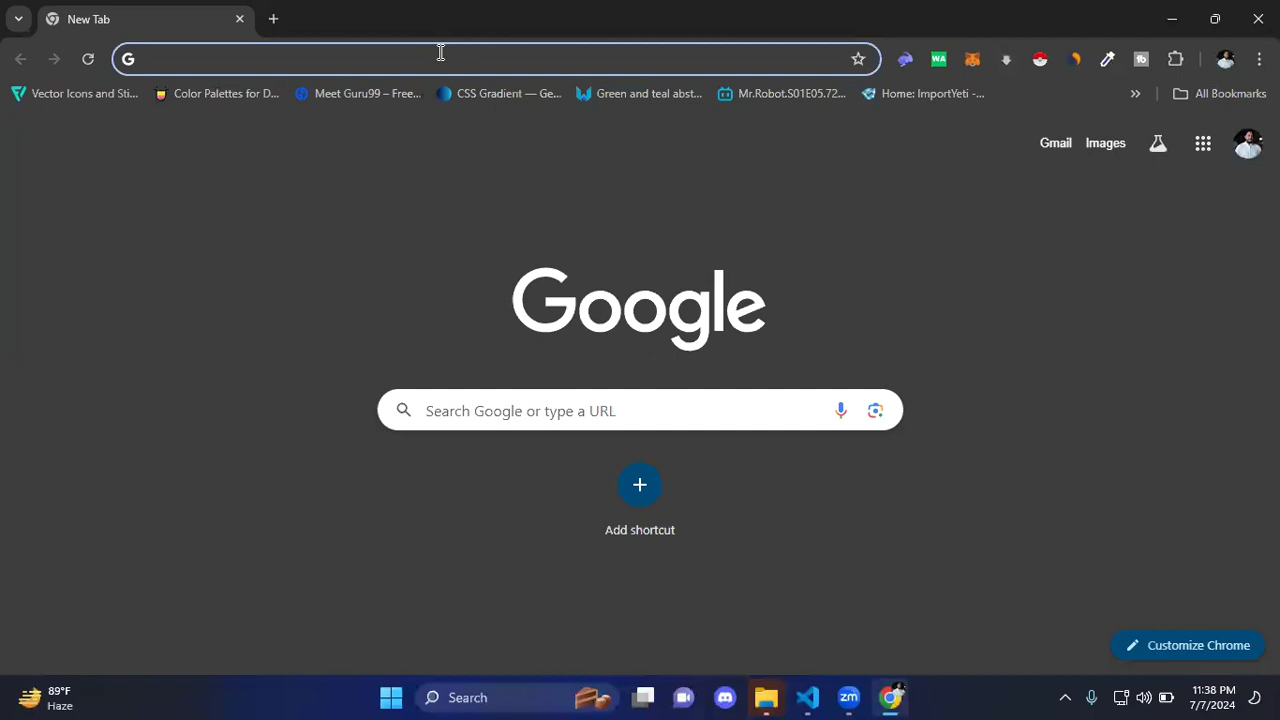 New Tab
Vector Icons and Sti...
Color Palettes for D...
Meet Guru99 – Free...
CSS Gradient — Ge...
Green and teal abst...
Mr.Robot.S01E05.72...
Home: ImportYeti -...
All Bookmarks
Gmail
Images
Google
Search Google or type a URL
Add shortcut
Customize Chrome
89°F
Haze
Search
11:38 PM
7/7/2024